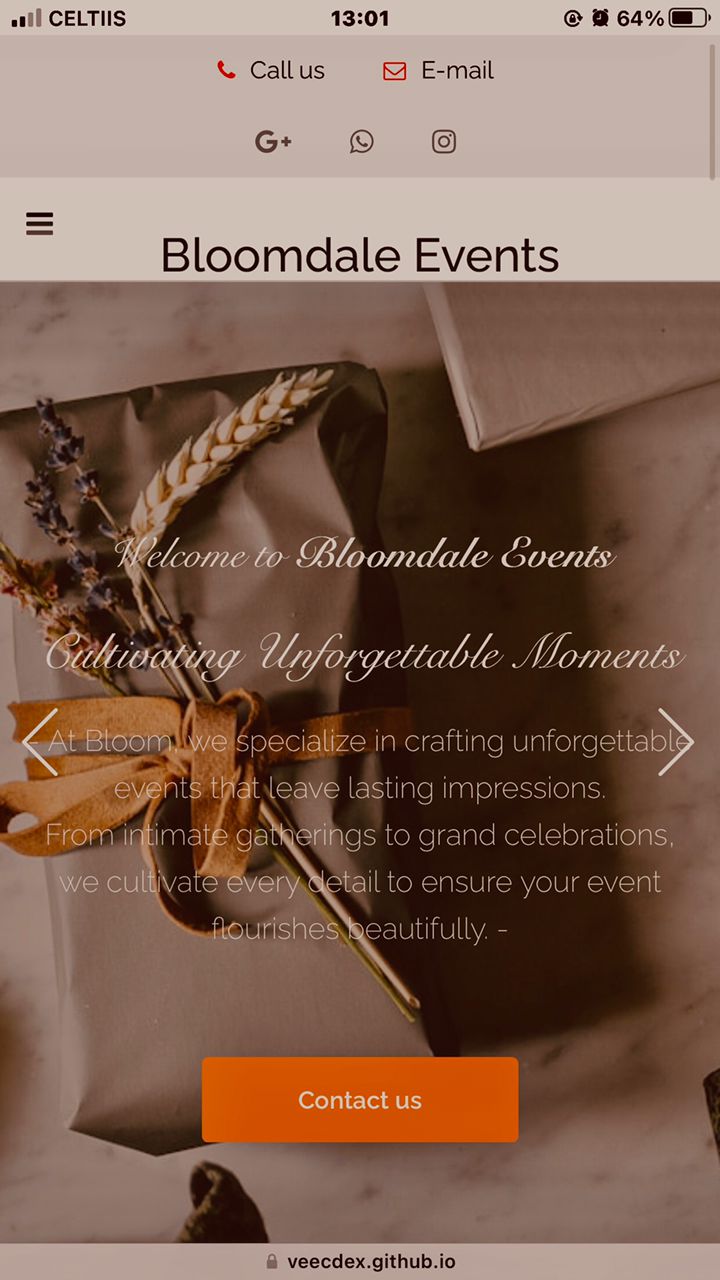 CELTIIS 13:01 64%
Call us E-mail
G+
Bloomdale Events
Welcome to Bloomdale Events
Cultivating Unforgettable Moments
- At Bloom, we specialize in crafting unforgettable
events that leave lasting impressions.
From intimate gatherings to grand celebrations,
we cultivate every detail to ensure your event
flourishes beautifully. -
Contact us
veecdex.github.io